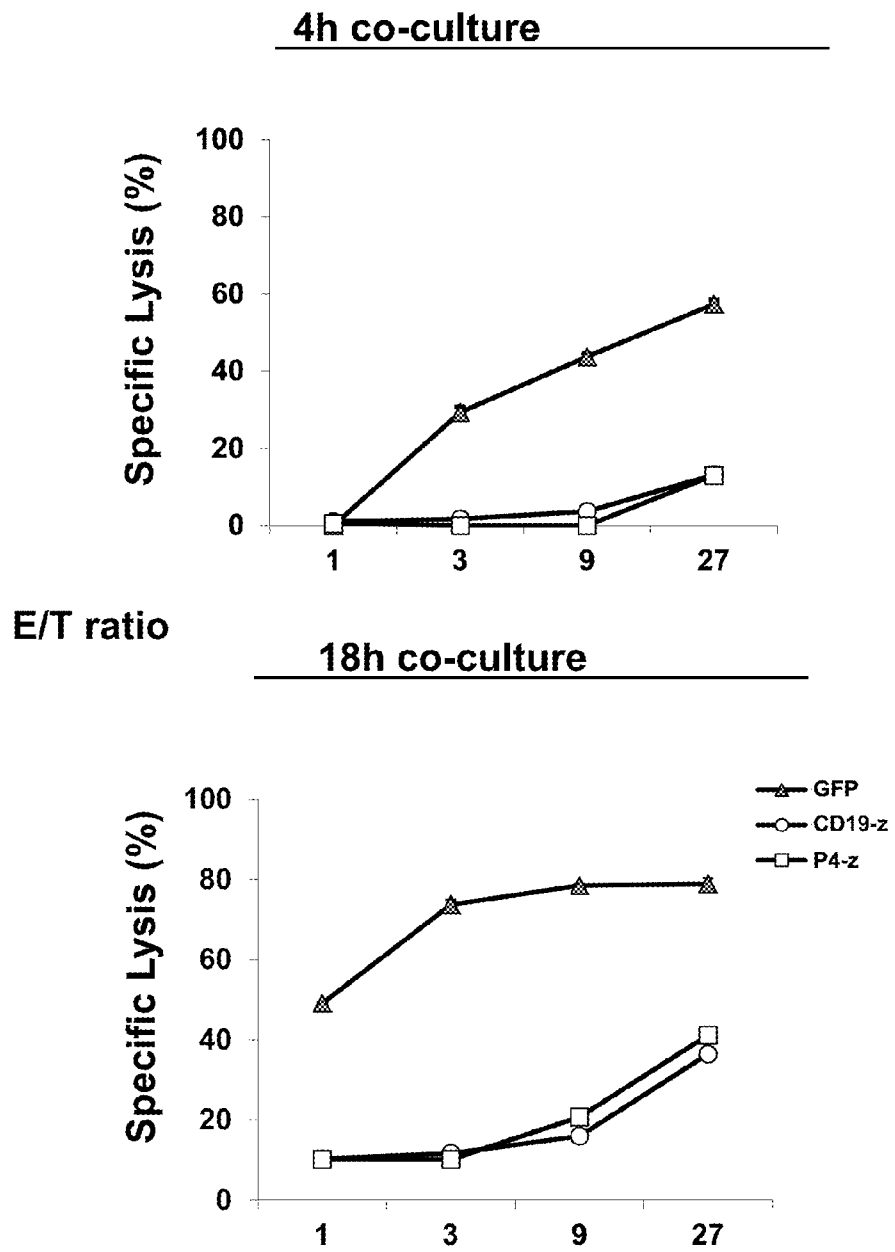 4h co-culture
Specific Lysis (%)
100
80
60
40
20
0
1 3 9 27
E/T ratio
18h co-culture
Specific Lysis (%)
100
80
60
40
20
0
GFP
CD19-z
P4-z
1 3 9 27